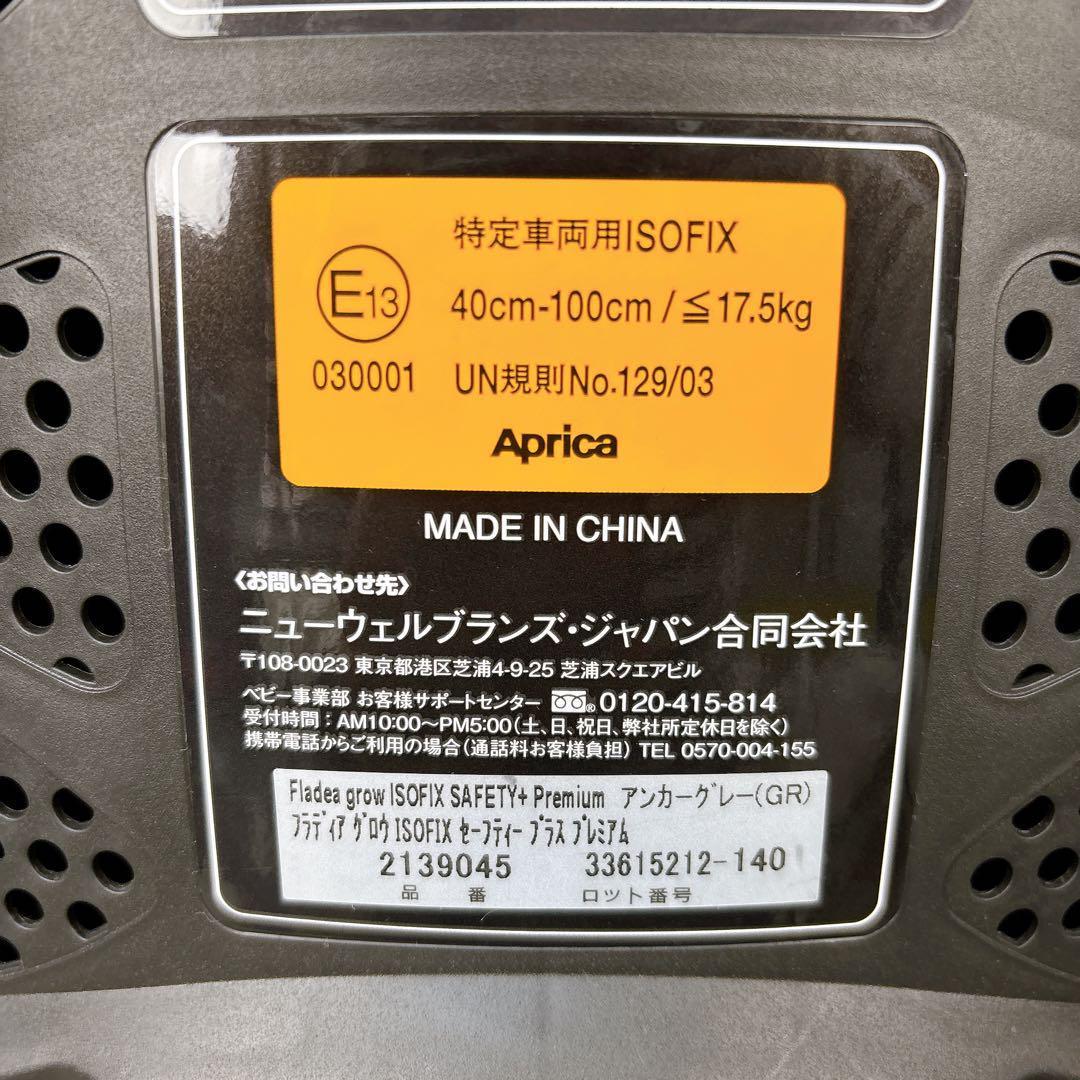 特定車両用ISOFIX
E13
40cm-100cm / ≦17.5kg
030001 UN規則No.129/03
Aprica
MADE IN CHINA
〈お問い合わせ先〉
ニューウェルブランズ・ジャパン合同会社
〒108-0023 東京都港区芝浦4-9-25 芝浦スクエアビル
ベビー事業部 お客様サポートセンター 0120-415-814
受付時間：AM10:00〜PM5:00（土、日、祝日、弊社所定休日を除く）
携帯電話からご利用の場合（通話料お客様負担）TEL 0570-004-155
Fladea grow ISOFIX SAFETY+ Premium アンカーグレー(GR)
フラディア グロウ ISOFIX セーフティー プラス プレミアム
2139045 33615212-140
品 番 ロット番号